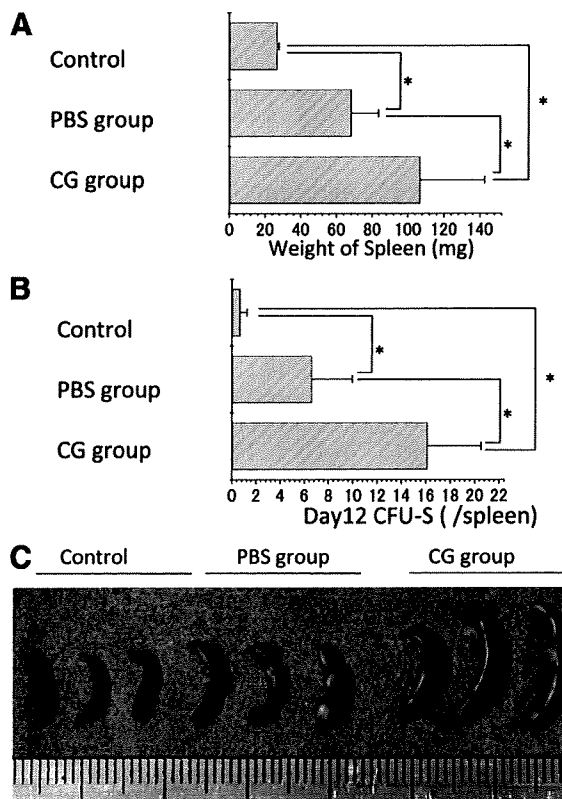 A
Control
*
*
PBS group
*
CG group
0 20 40 60 80 100 120 140
Weight of Spleen (mg)
B
Control
*
*
PBS group
*
CG group
0 2 4 6 8 10 12 14 16 18 20 22
Day12 CFU-S ( /spleen)
C Control PBS group CG group